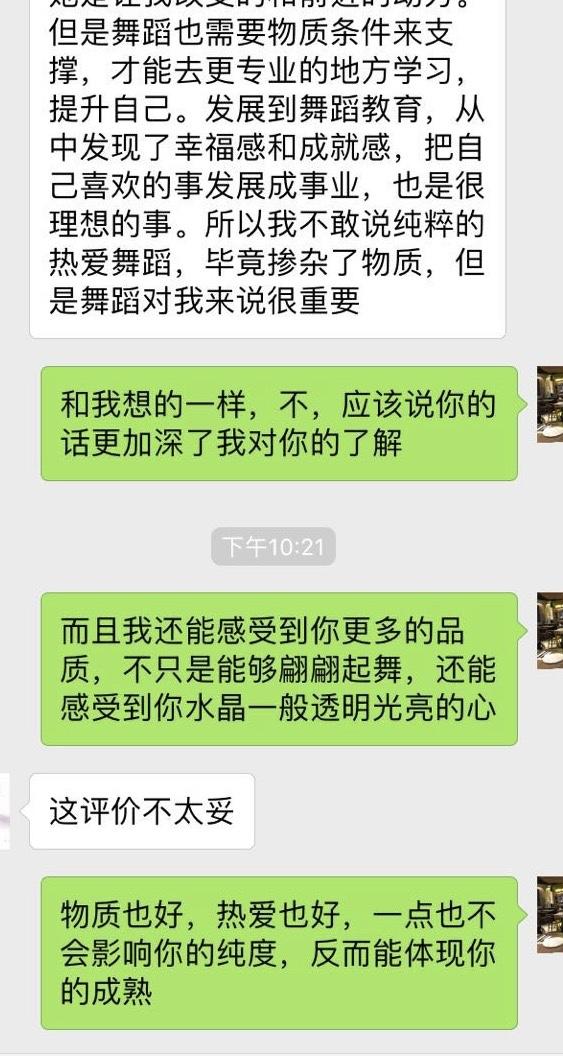 但是舞蹈也需要物质条件来支
撑，才能去更专业的地方学习，
提升自己。发展到舞蹈教育，从
中发现了幸福感和成就感，把自
己喜欢的事发展成事业，也是很
理想的事。所以我不敢说纯粹的
热爱舞蹈，毕竟掺杂了物质，但
是舞蹈对我来说很重要
和我想的一样，不，应该说你的
话更加深了我对你的了解
下午10:21
而且我还能感受到你更多的品
质，不只是能够翩翩起舞，还能
感受到你水晶一般透明光亮的心
这评价不太妥
物质也好，热爱也好，一点也不
会影响你的纯度，反而能体现你
的成熟